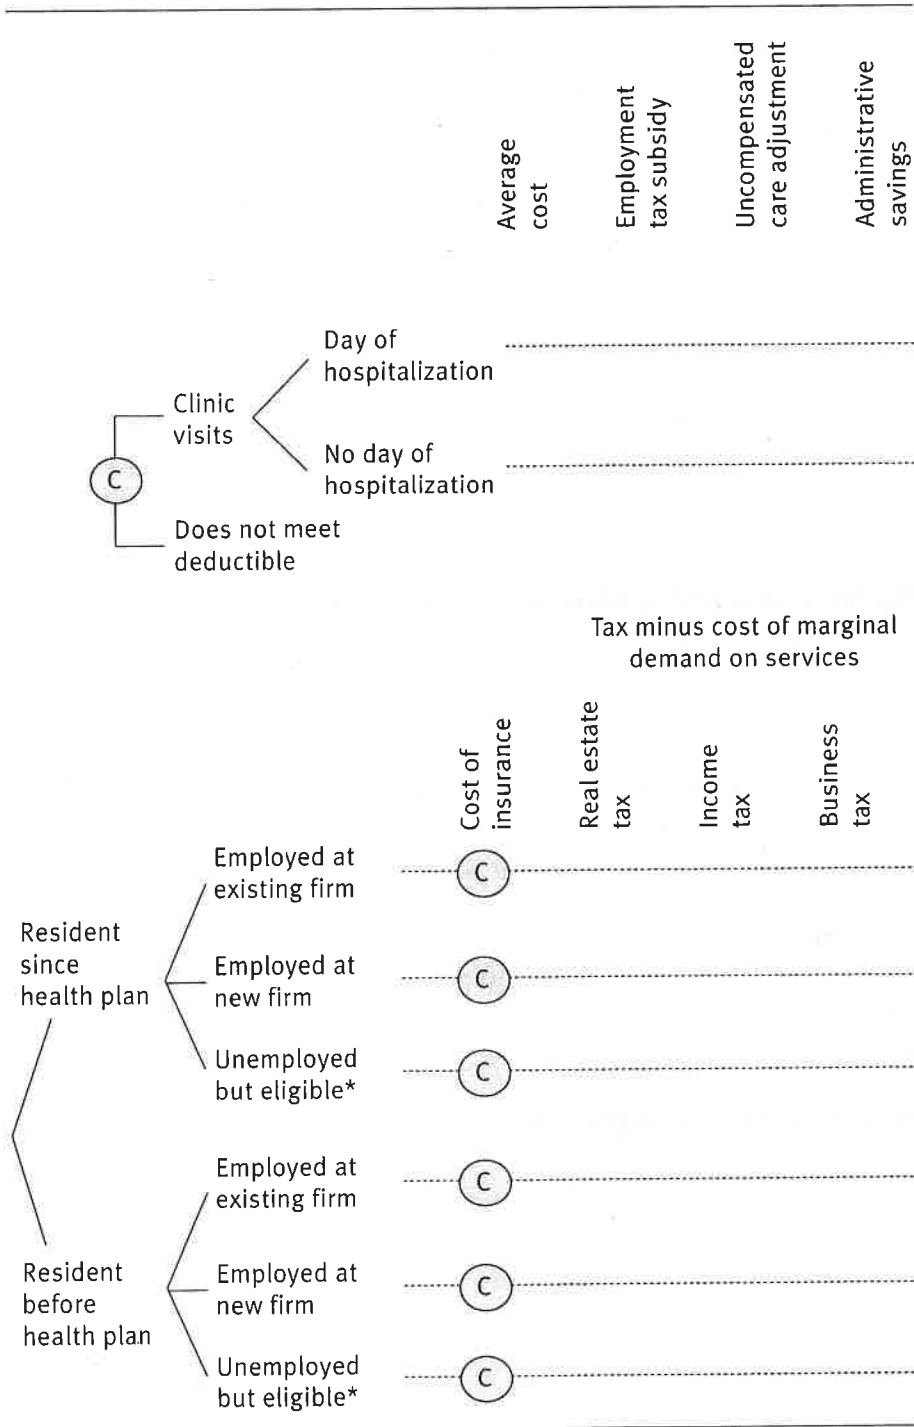 Average
cost
Employment
tax subsidy
Uncompensated
care adjustment
Administrative
savings
Day of
hospitalization
Clinic
visits
No day of
hospitalization
C
Does not meet
deductible
Tax minus cost of marginal
demand on services
Cost of
insurance
Real estate
tax
Income
tax
Business
tax
Employed at
existing firm
C
Resident
since
health plan
Employed at
new firm
C
Unemployed
but eligible*
C
Employed at
existing firm
C
Resident
before
health plan
Employed at
new firm
C
Unemployed
but eligible*
C